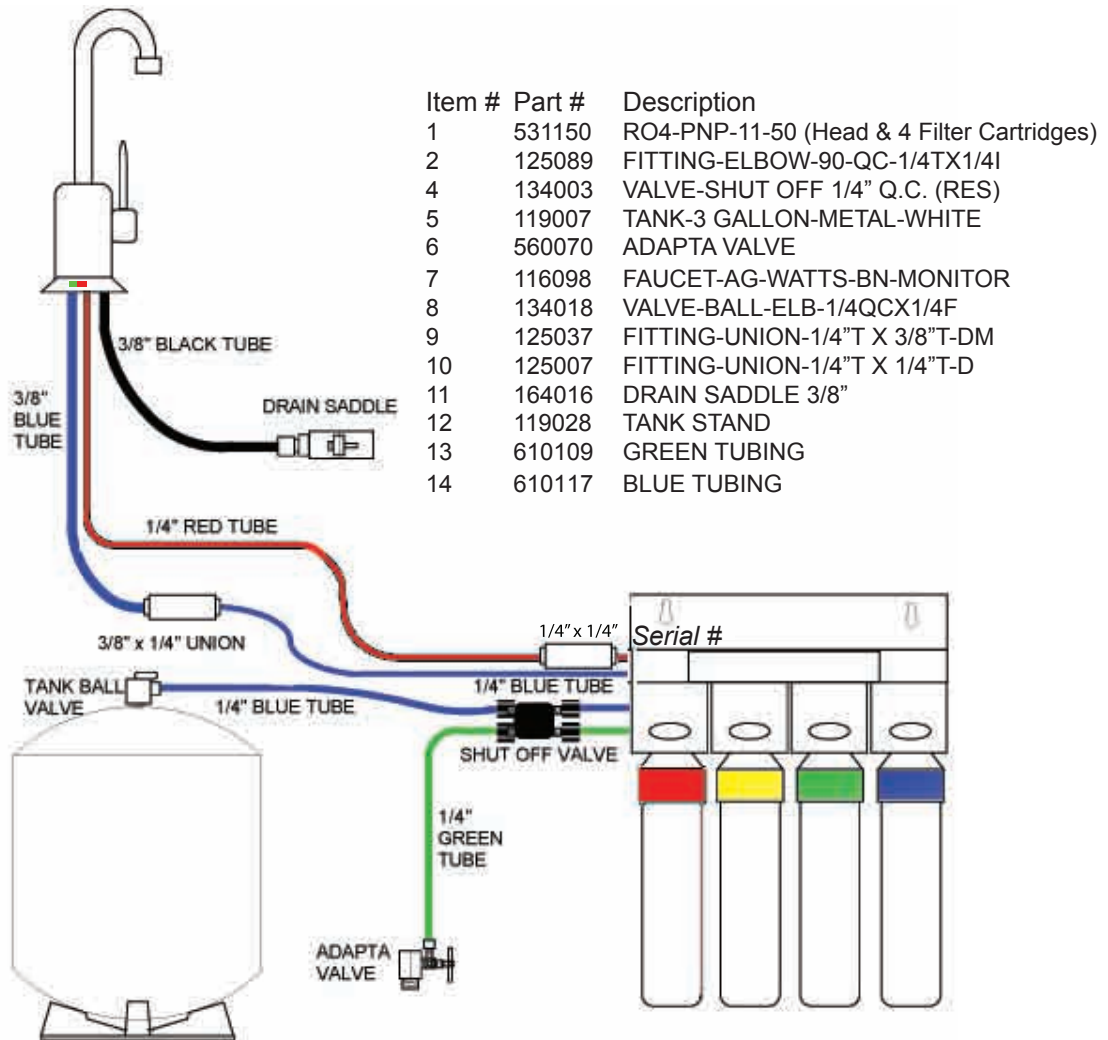 Item # Part # Description
1 531150 RO4-PNP-11-50 (Head & 4 Filter Cartridges)
2 125089 FITTING-ELBOW-90-QC-1/4TX1/4I
4 134003 VALVE-SHUT OFF 1/4" Q.C. (RES)
5 119007 TANK-3 GALLON-METAL-WHITE
6 560070 ADAPTA VALVE
7 116098 FAUCET-AG-WATTS-BN-MONITOR
8 134018 VALVE-BALL-ELB-1/4QCX1/4F
9 125037 FITTING-UNION-1/4"T X 3/8"T-DM
10 125007 FITTING-UNION-1/4"T X 1/4"T-D
11 164016 DRAIN SADDLE 3/8"
12 119028 TANK STAND
13 610109 GREEN TUBING
14 610117 BLUE TUBING
3/8" BLACK TUBE
3/8"
BLUE
TUBE
DRAIN SADDLE
1/4" RED TUBE
3/8" x 1/4" UNION
1/4" x 1/4"
Serial #
TANK BALL
VALVE
1/4" BLUE TUBE
1/4" BLUE TUBE
SHUT OFF VALVE
1/4"
GREEN
TUBE
ADAPTA
VALVE